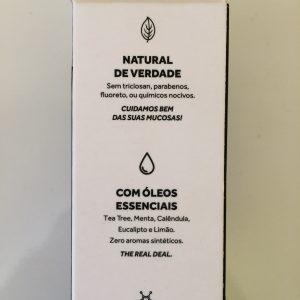 NATURAL
DE VERDADE
Sem triclosan, parabenos,
fluoreto, ou químicos nocivos.
CUIDAMOS BEM
DAS SUAS MUCOSAS!
COM ÓLEOS
ESSENCIAIS
Tea Tree, Menta, Calêndula,
Eucalipto e Limão.
Zero aromas sintéticos.
THE REAL DEAL.